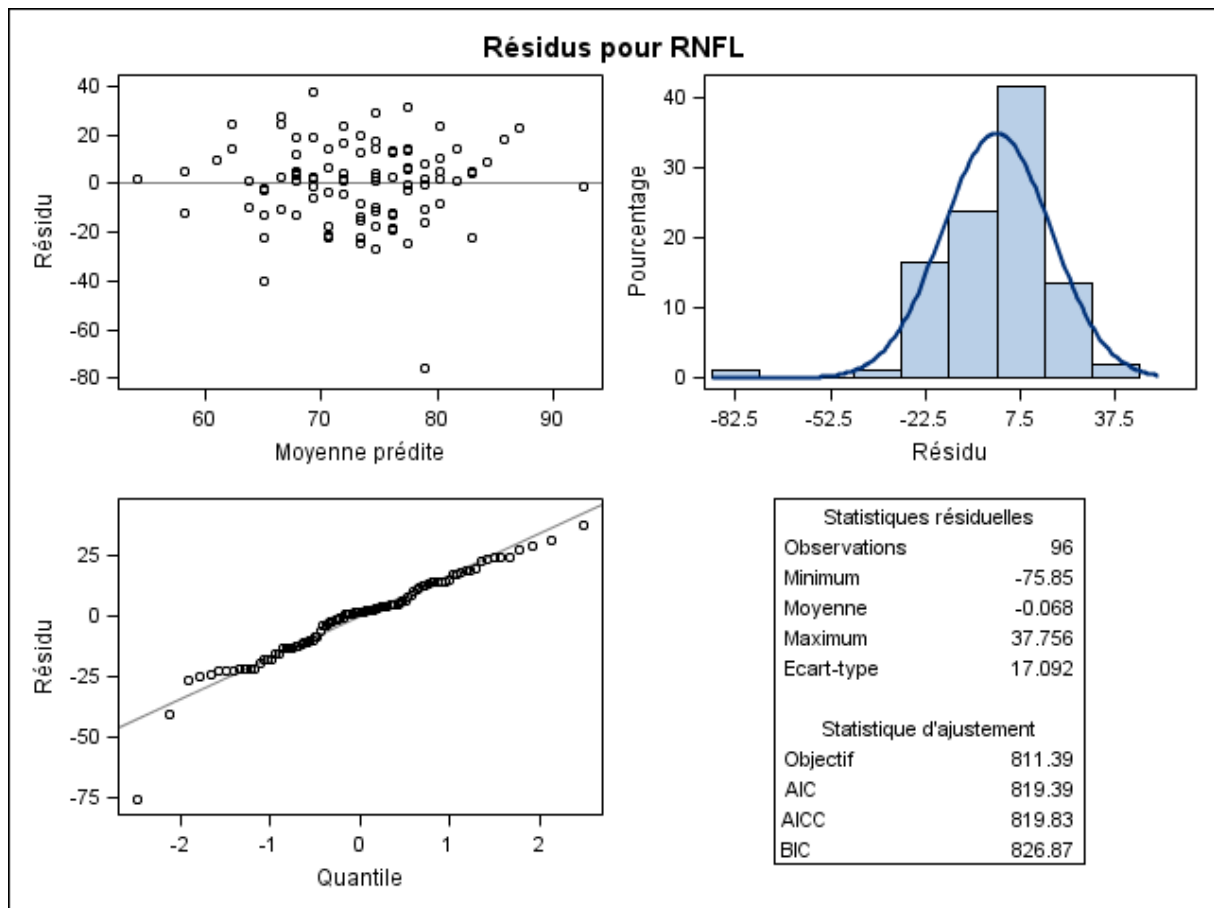 Résidus pour RNFL
40
20
0
-20
-40
-60
-80
Résidu
60 70 80 90
Moyenne prédite
40
30
20
10
0
Pourcentage
-82.5 -52.5 -22.5 7.5 37.5
Résidu
25
0
-25
-50
-75
Résidu
-2 -1 0 1 2
Quantile
Statistiques résiduelles
Observations 96
Minimum -75.85
Moyenne -0.068
Maximum 37.756
Ecart-type 17.092
Statistique d'ajustement
Objectif 811.39
AIC 819.39
AICC 819.83
BIC 826.87